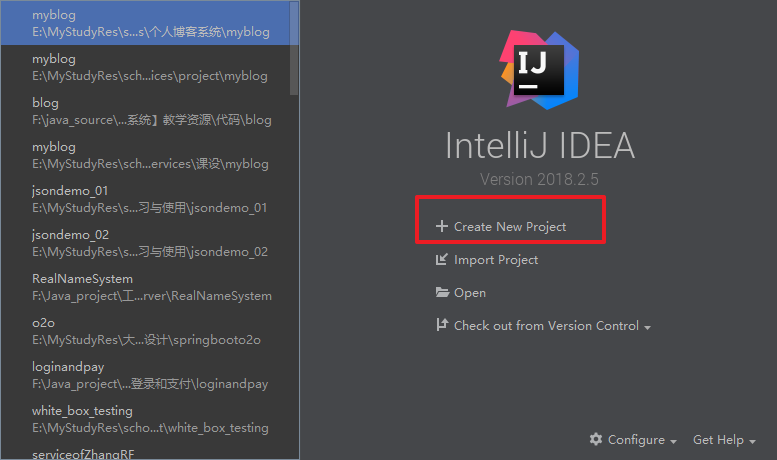 myblog
E:\MyStudyRes\s...s\个人博客系统\myblog
myblog
E:\MyStudyRes\sch...ices\project\myblog
blog
F:\java_source\...系统】教学资源\代码\blog
myblog
E:\MyStudyRes\sch...ervices\课设\myblog
jsondemo_01
E:\MyStudyRes\s...习与使用\jsondemo_01
jsondemo_02
E:\MyStudyRes\s...习与使用\jsondemo_02
RealNameSystem
F:\Java_project\工...rver\RealNameSystem
o2o
E:\MyStudyRes\大...设计\springbooto2o
loginandpay
F:\Java_project\...登录和支付\loginandpay
white_box_testing
E:\MyStudyRes\scho...t\white_box_testing
serviceofZhangRF
IJ
IntelliJ IDEA
Version 2018.2.5
Create New Project
Import Project
Open
Check out from Version Control
Configure
Get Help